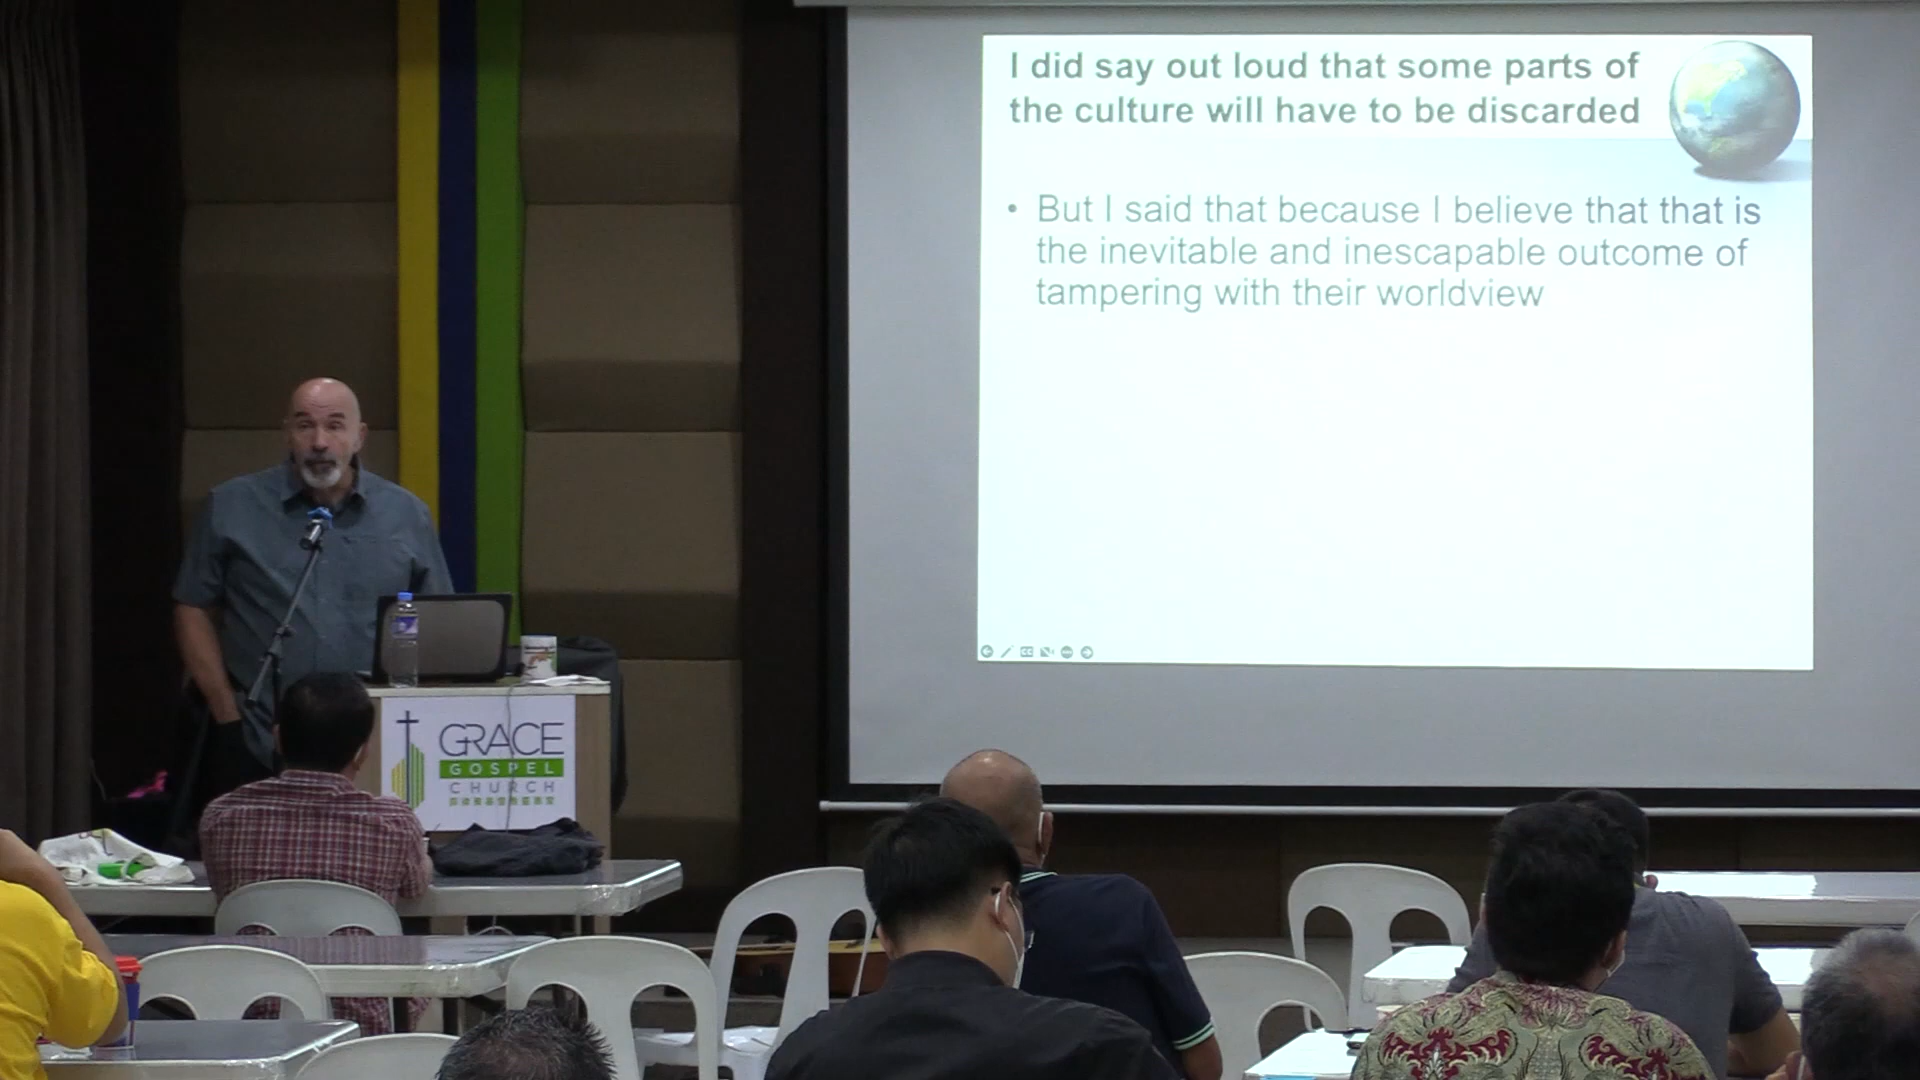 I did say out loud that some parts of
the culture will have to be discarded
• But I said that because I believe that that is
the inevitable and inescapable outcome of
tampering with their worldview
GRACE
GOSPEL
CHURCH